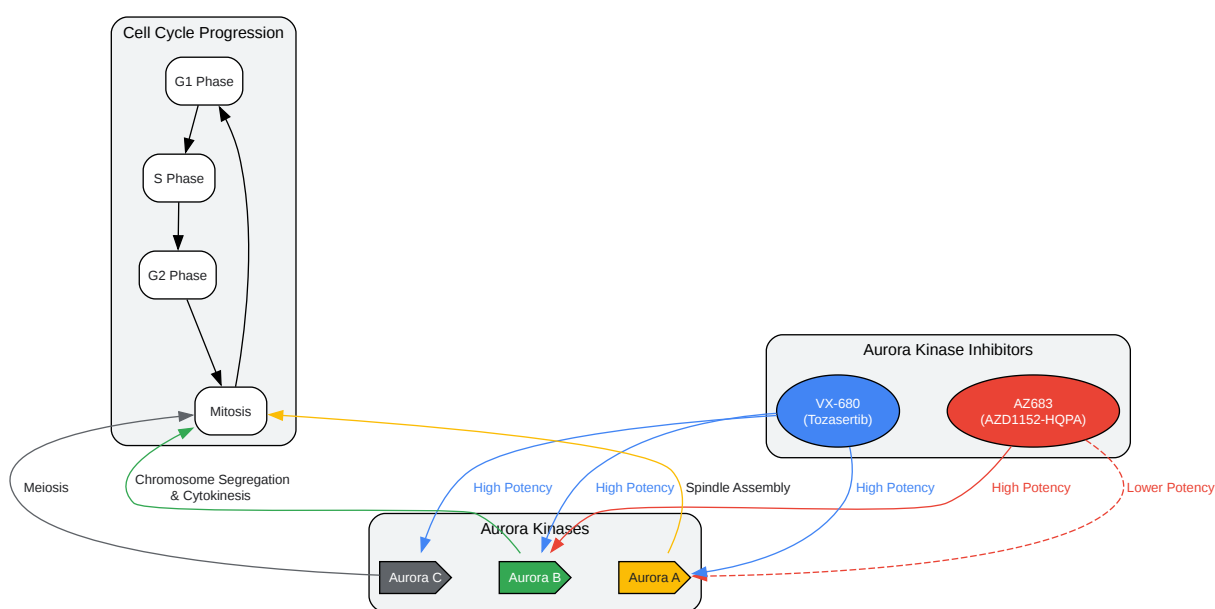 Cell Cycle Progression
G1 Phase
S Phase
G2 Phase
Mitosis
Aurora Kinase Inhibitors
VX-680
(Tozasertib)
AZ683
(AZD1152-HQPA)
Meiosis
Chromosome Segregation
& Cytokinesis
High Potency
High Potency
Spindle Assembly
High Potency
High Potency
Lower Potency
Aurora Kinases
Aurora C
Aurora B
Aurora A